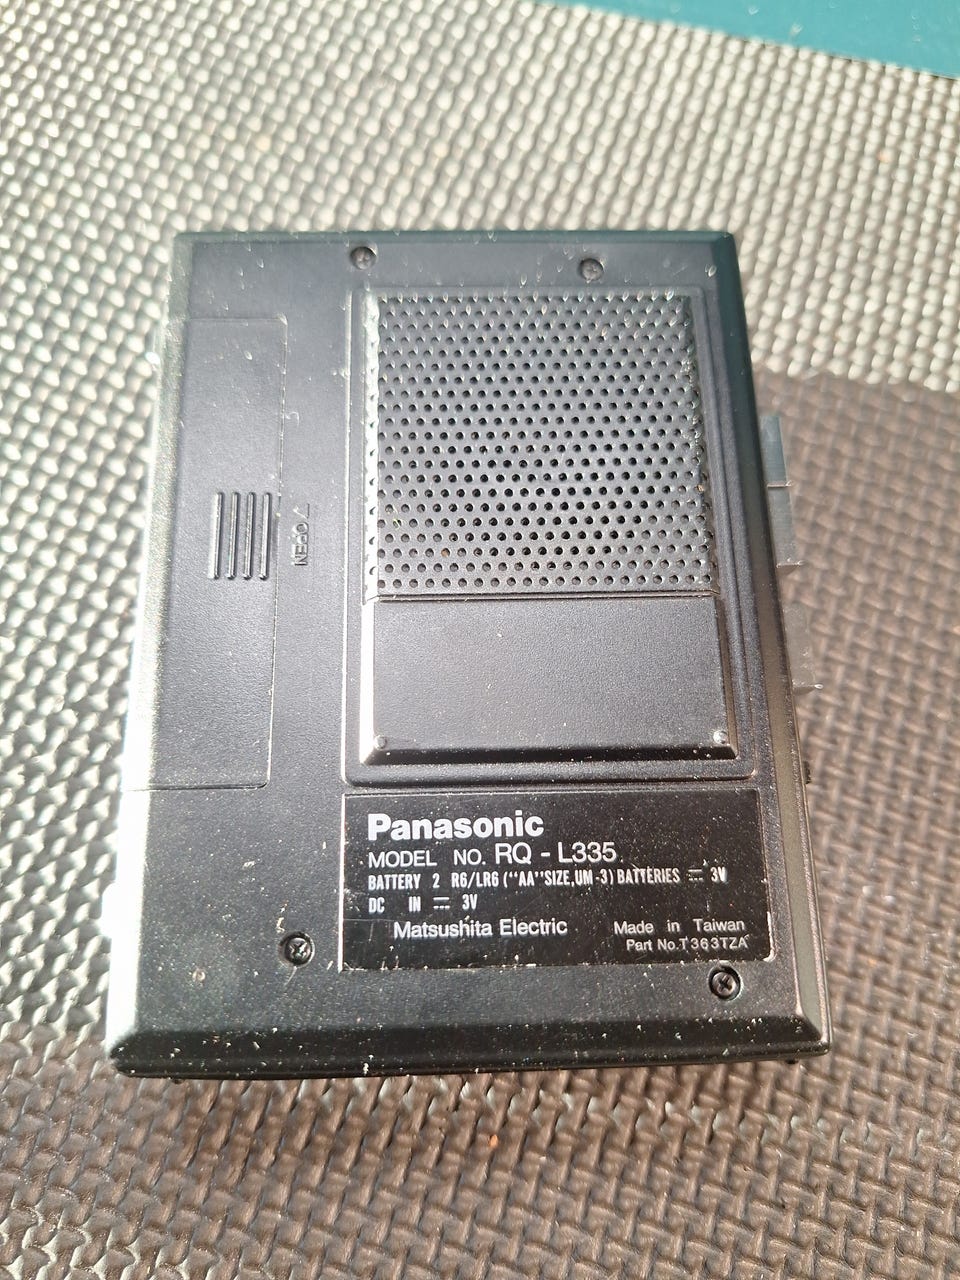 OPEN
Panasonic
MODEL NO. RQ - L335
BATTERY 2 R6/LR6 ("AA"SIZE,UM-3) BATTERIES ⎓ 3V
DC IN ⎓ 3V
Matsushita Electric
Made in Taiwan
Part No.T363TZA